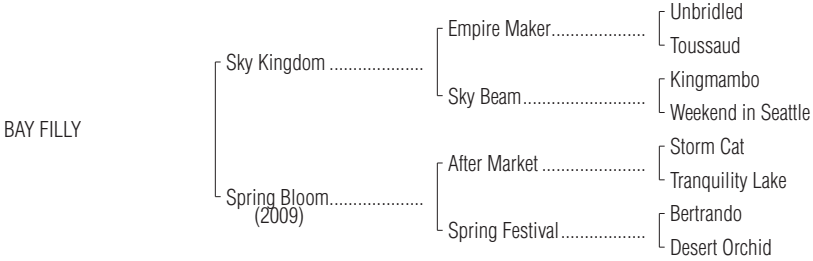 Unbridled
Empire Maker.....................
Toussaud
Sky Kingdom .....................
Kingmambo
Sky Beam...........................
Weekend in Seattle
BAY FILLY
Storm Cat
After Market .......................
Tranquility Lake
Spring Bloom.....................
(2009)
Bertrando
Spring Festival...................
Desert Orchid